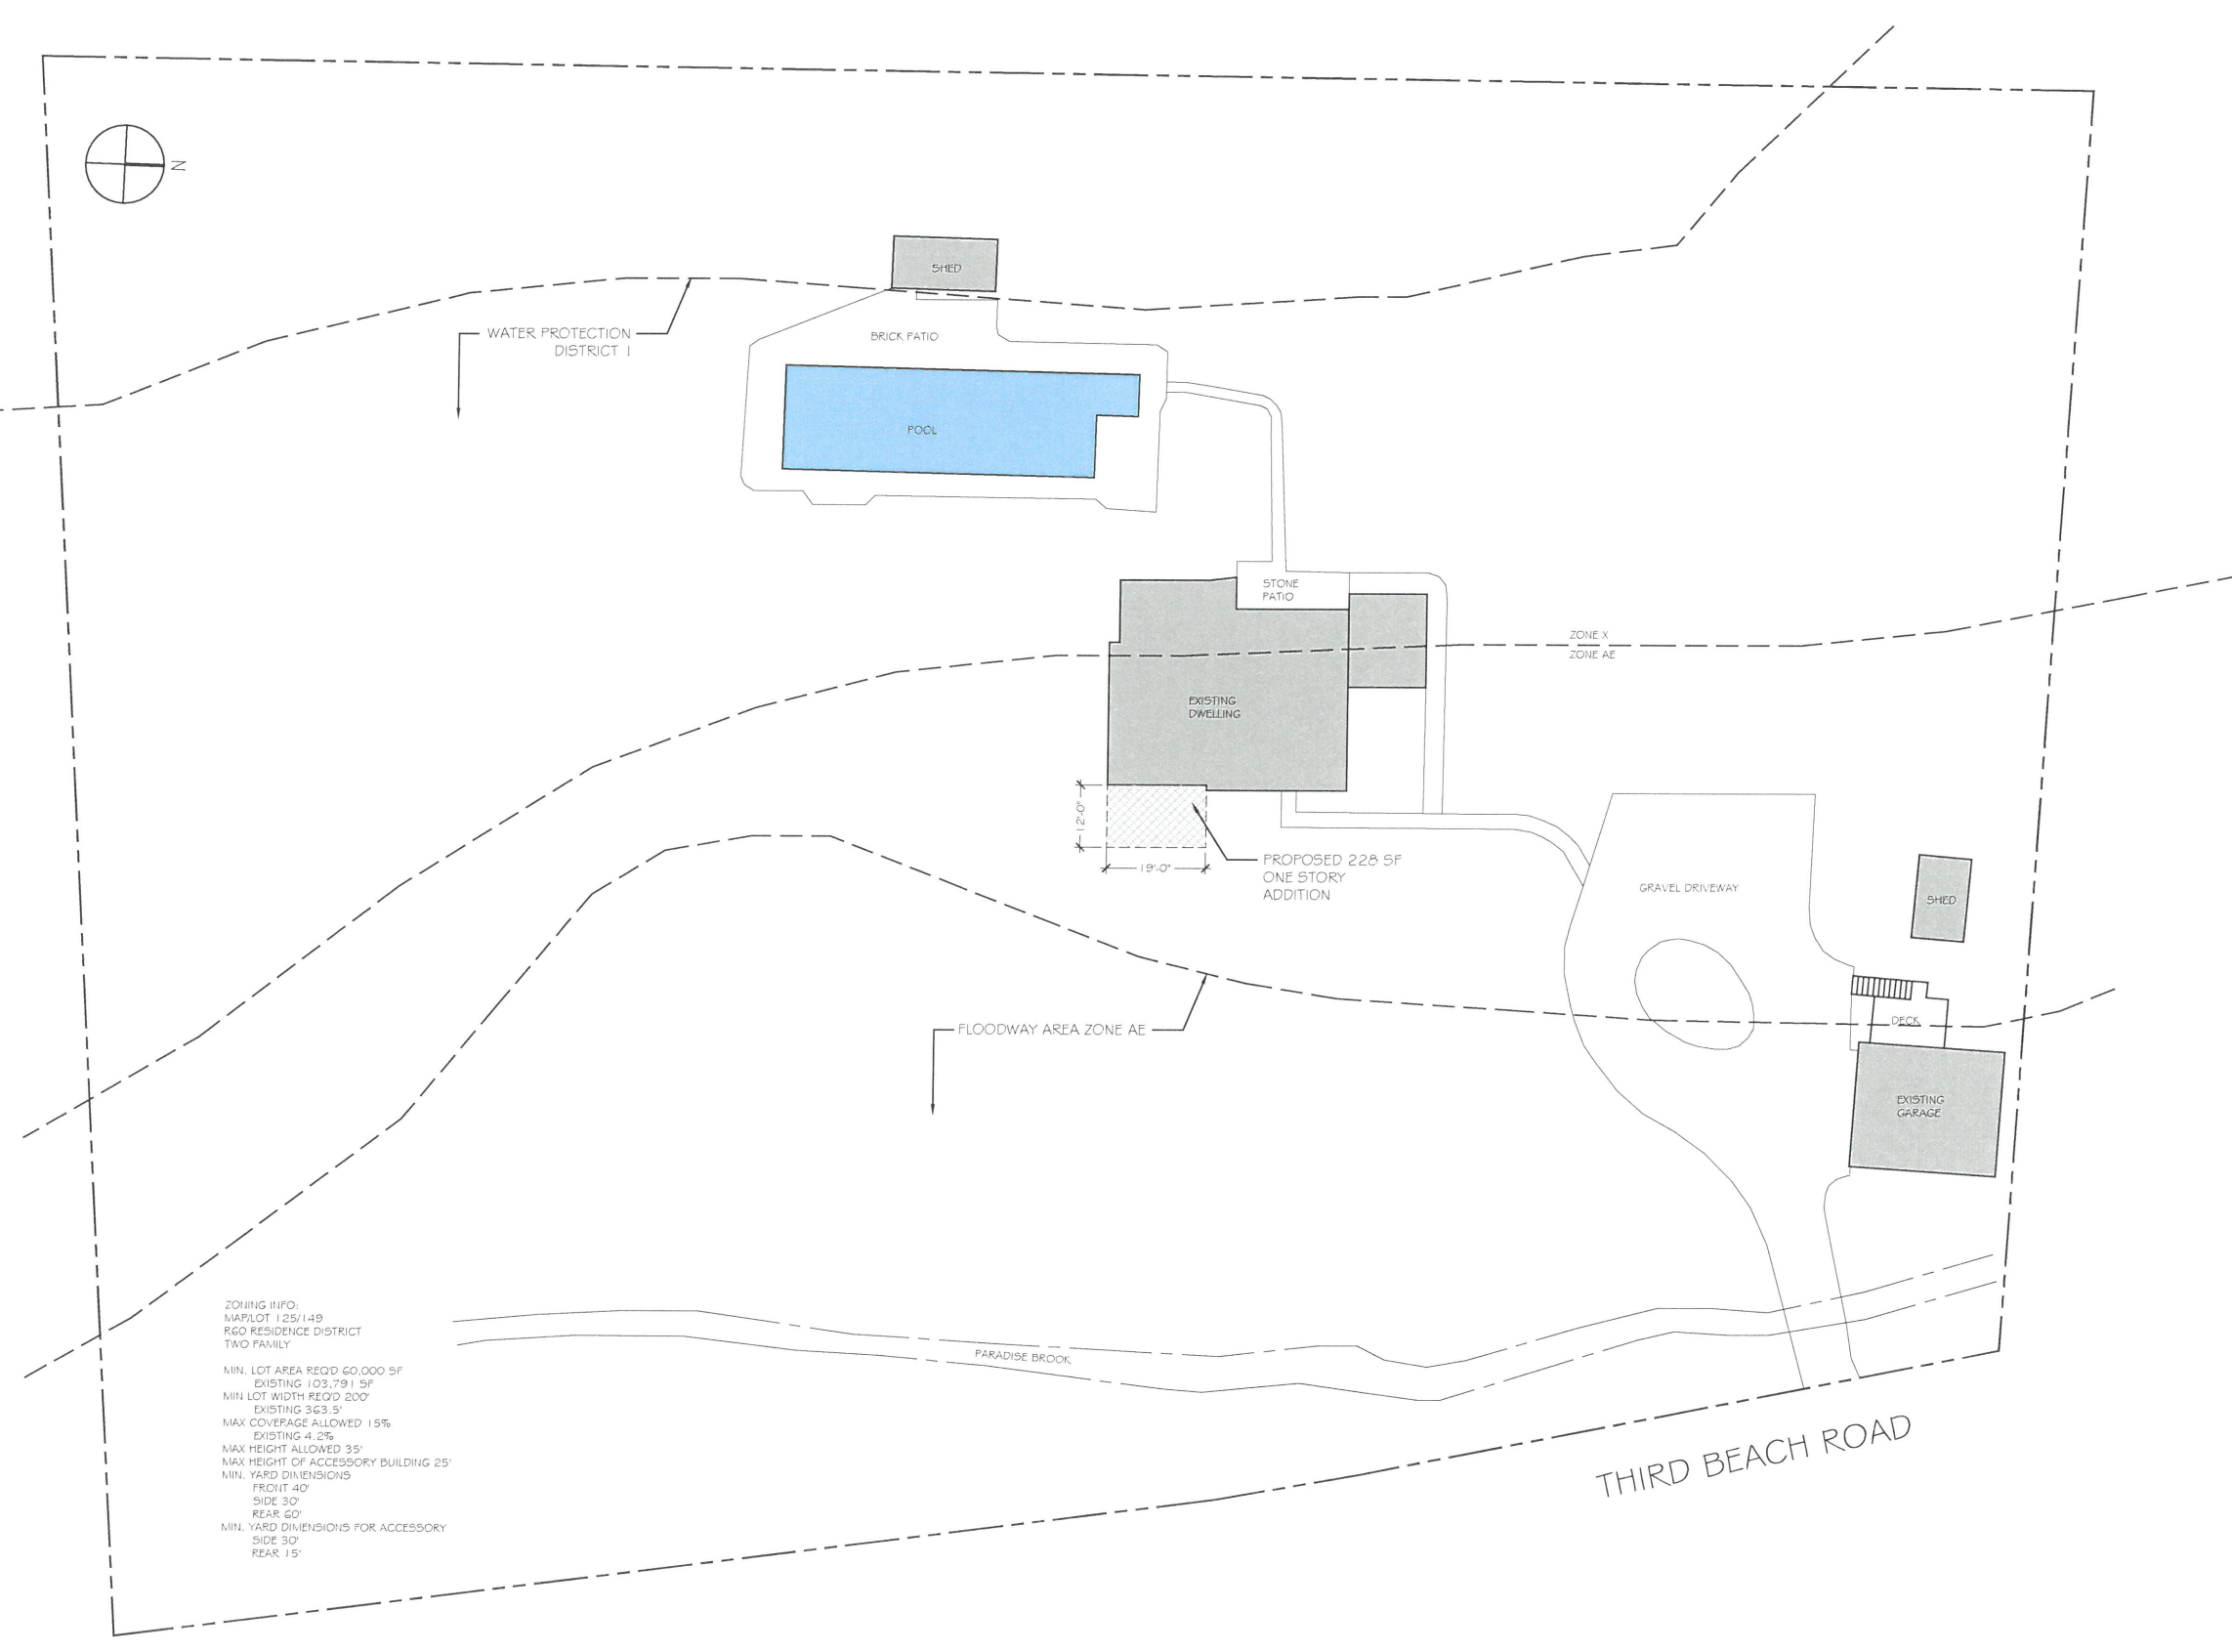 N
SHED
WATER PROTECTION
DISTRICT 1
BRICK PATIO
POOL
STONE
PATIO
ZONE X
ZONE AE
EXISTING
DWELLING
12'-0"
19'-0"
PROPOSED 228 SF
ONE STORY
ADDITION
GRAVEL DRIVEWAY
SHED
DECK
FLOODWAY AREA ZONE AE
EXISTING
GARAGE
ZONING INFO:
MAP/LOT 125/149
R60 RESIDENCE DISTRICT
TWO FAMILY
MIN. LOT AREA REQ'D 60,000 SF
EXISTING 103,791 SF
MIN LOT WIDTH REQ'D 200'
EXISTING 363.5'
MAX COVERAGE ALLOWED 15%
EXISTING 4.2%
MAX HEIGHT ALLOWED 35'
MAX HEIGHT OF ACCESSORY BUILDING 25'
MIN. YARD DIMENSIONS
FRONT 40'
SIDE 30'
REAR 60'
MIN. YARD DIMENSIONS FOR ACCESSORY
SIDE 30'
REAR 15'
PARADISE BROOK
THIRD BEACH ROAD